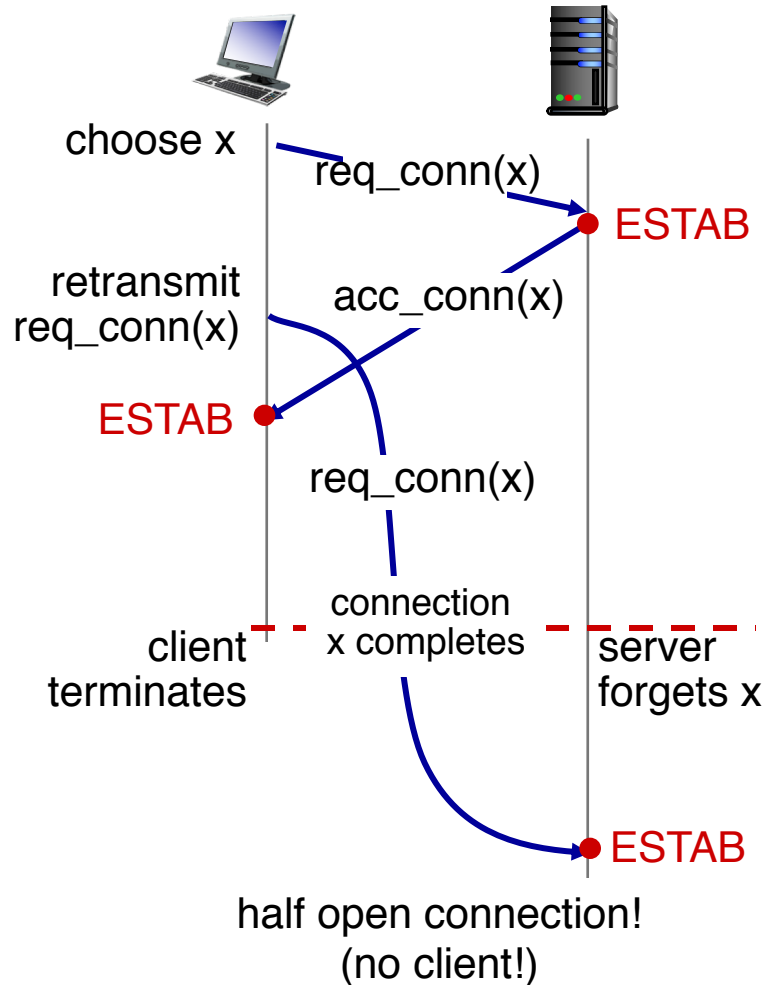 choose x
req_conn(x)
ESTAB
retransmit
req_conn(x)
acc_conn(x)
ESTAB
req_conn(x)
connection
x completes
client
terminates
server
forgets x
ESTAB
half open connection!
(no client!)